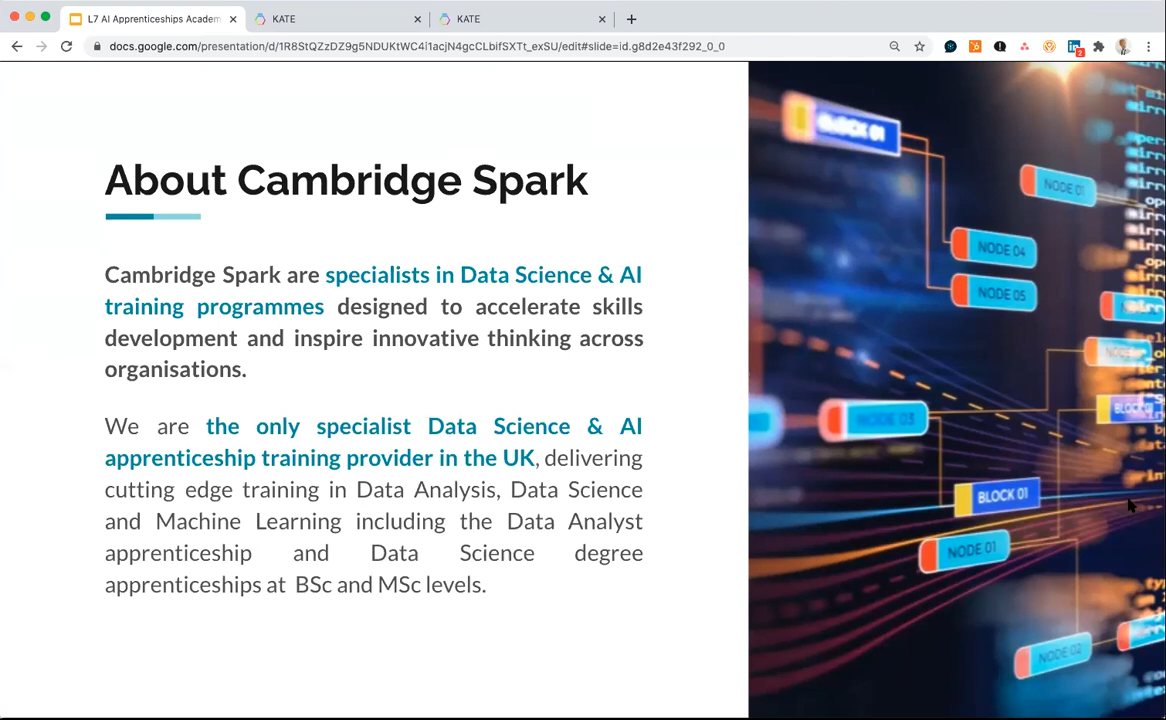 L7 AI Apprenticeships Academ
KATE
KATE
docs.google.com/presentation/d/1R8StQZzDZ9g5NDUKtWC4i1acjN4gcCLbifSXTt_exSU/edit#slide=id.g8d2e43f292_0_0
2
About Cambridge Spark
Cambridge Spark are specialists in Data Science & AI
training programmes designed to accelerate skills
development and inspire innovative thinking across
organisations.
We are the only specialist Data Science & AI
apprenticeship training provider in the UK, delivering
cutting edge training in Data Analysis, Data Science
and Machine Learning including the Data Analyst
apprenticeship and Data Science degree
apprenticeships at BSc and MSc levels.
BLOCK 01
NODE 01
NODE 04
NODE 05
NODE 03
BLOCK 01
NODE 01
NODE 02